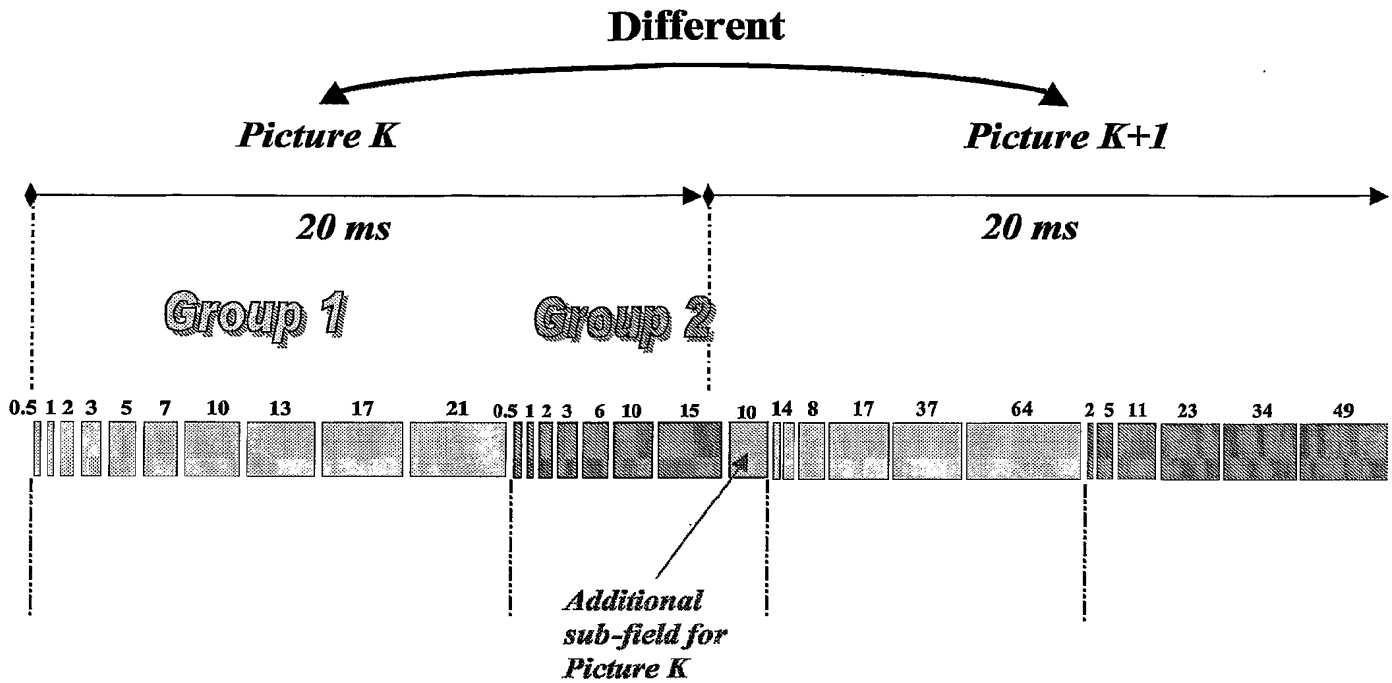 Different
Picture K Picture K+1
20 ms 20 ms
Group 1 Group 2
0.5 1 2 3 5 7 10 13 17 21 0.5 1 2 3 6 10 15 10 14 8 17 37 64 2 5 11 23 34 49
Additional
sub-field for
Picture K